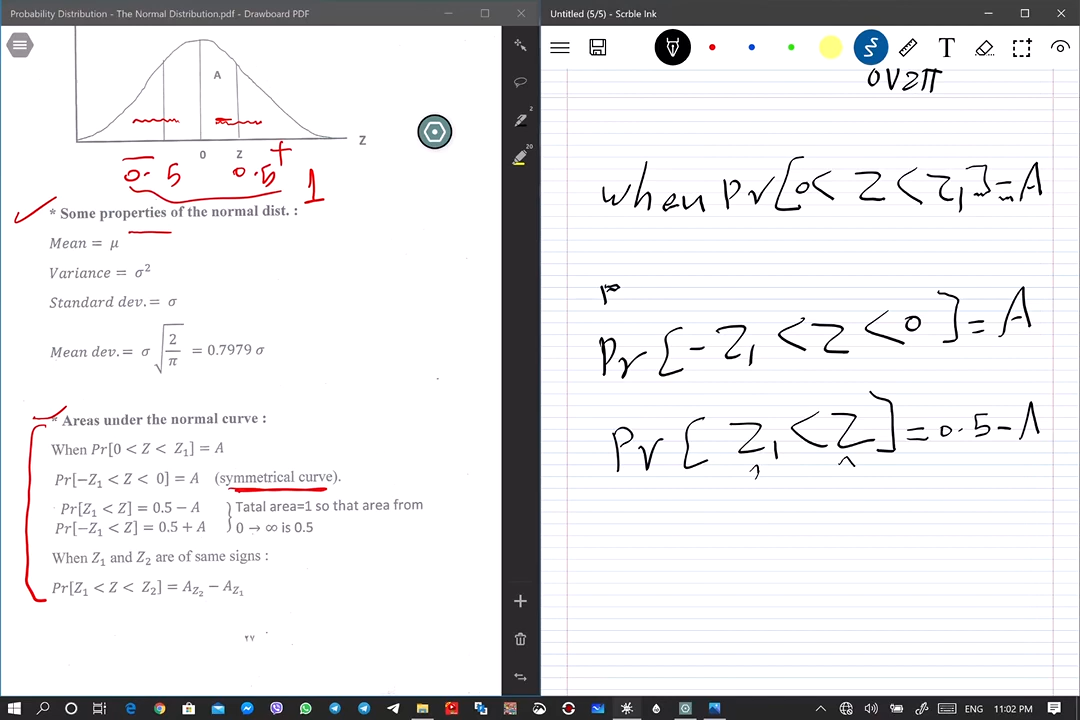 Probability Distribution - The Normal Distribution.pdf - Drawboard PDF
A
0 Z Z
0.5 0.5 + 1
* Some properties of the normal dist. :
Mean = μ
Variance = σ²
Standard dev. = σ
Mean dev. = σ √(2/π) = 0.7979 σ
* Areas under the normal curve :
When Pr[0 < Z < Z₁] = A
Pr[−Z₁ < Z < 0] = A (symmetrical curve).
Pr[Z₁ < Z] = 0.5 − A } Tatal area=1 so that area from
Pr[−Z₁ < Z] = 0.5 + A 0 → ∞ is 0.5
When Z₁ and Z₂ are of same signs :
Pr[Z₁ < Z < Z₂] = A_Z₂ − A_Z₁
٢٧
2
20
Untitled (5/5) - Scrble Ink
T
σ√2π
when Pr[0 < Z < Z₁] = A
Pr[−Z₁ < Z < 0] = A
Pr[Z₁ < Z] = 0.5 − A
ENG 11:02 PM